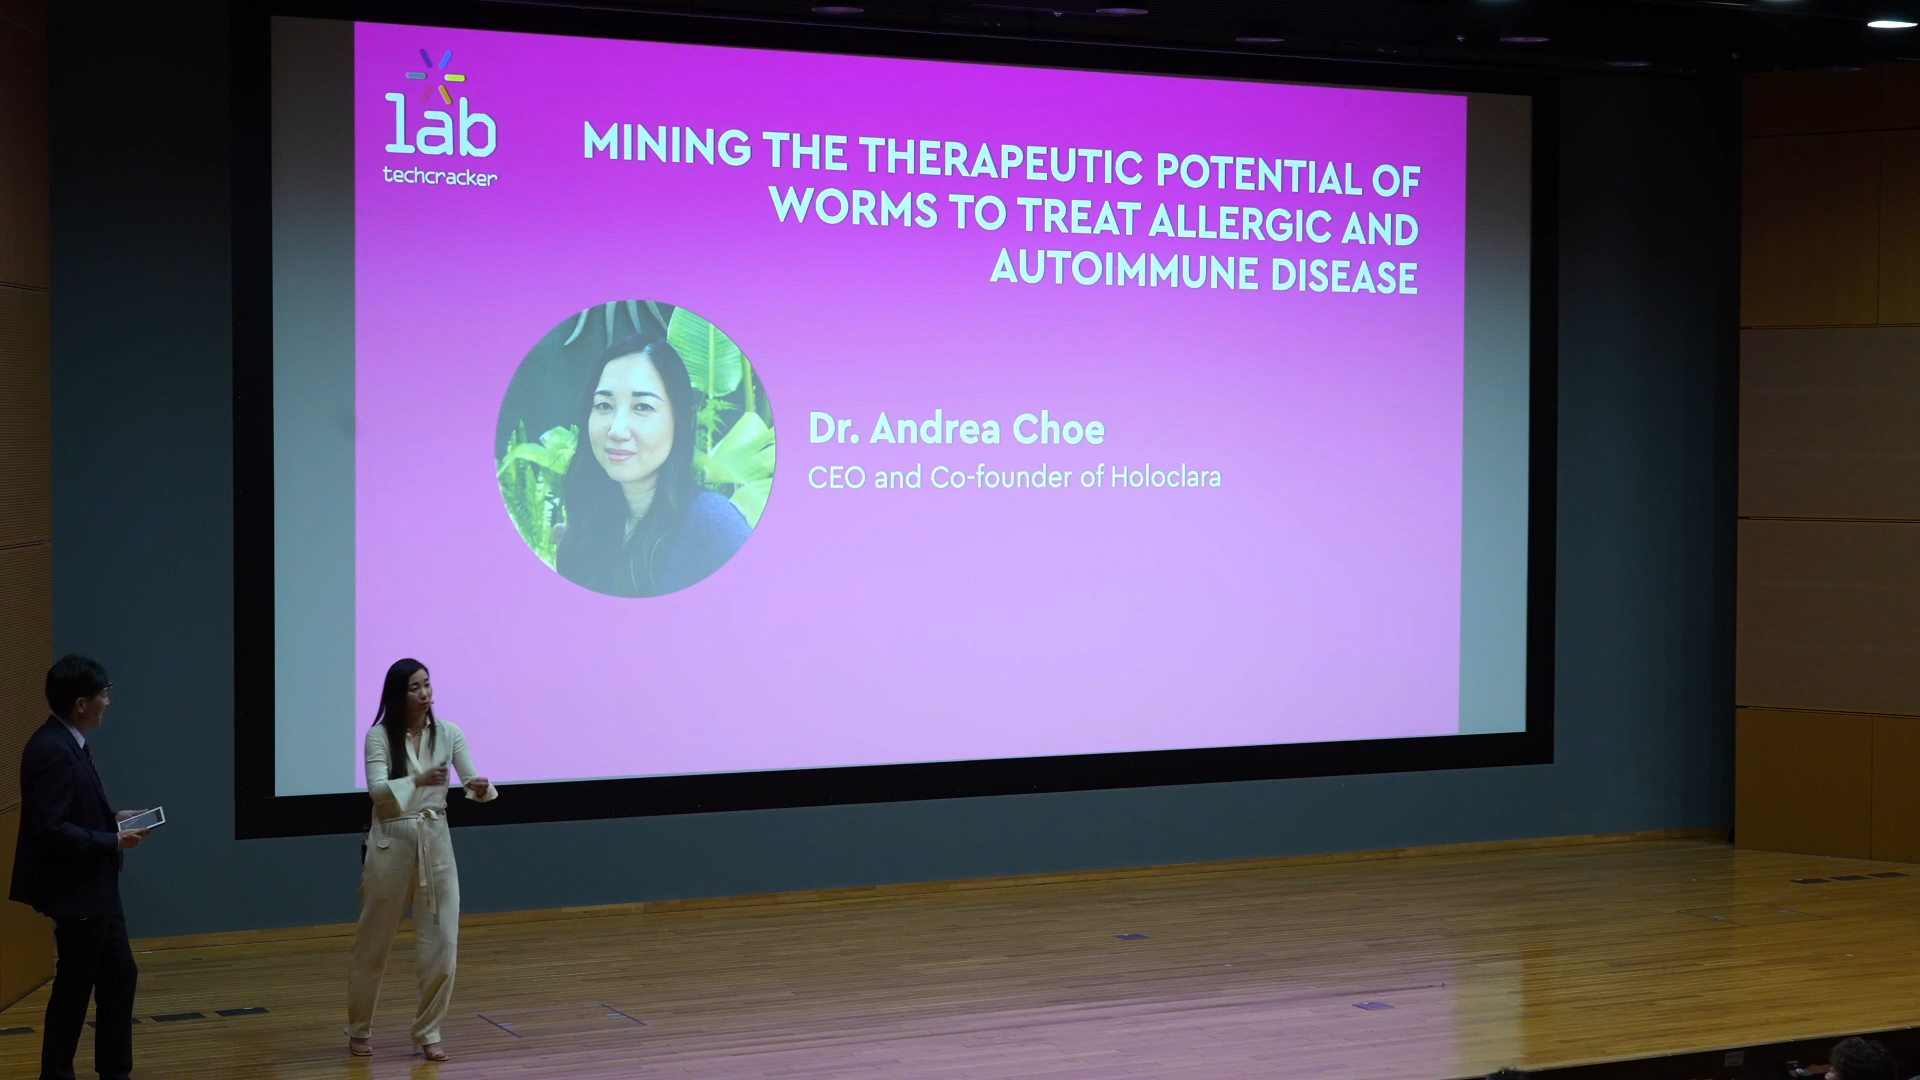 lab
techcracker
MINING THE THERAPEUTIC POTENTIAL OF
WORMS TO TREAT ALLERGIC AND
AUTOIMMUNE DISEASE
Dr. Andrea Choe
CEO and Co-founder of Holoclara